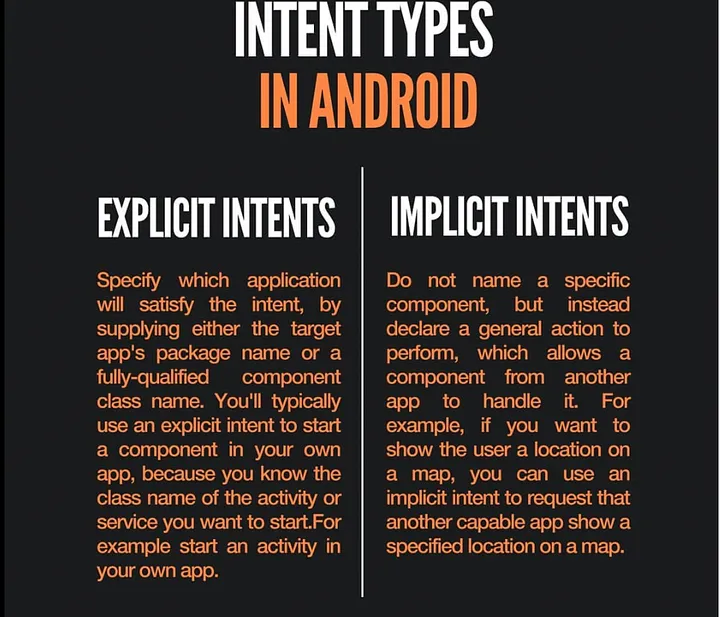 INTENT TYPES
IN ANDROID
EXPLICIT INTENTS
Specify which application
will satisfy the intent, by
supplying either the target
app's package name or a
fully-qualified component
class name. You'll typically
use an explicit intent to start
a component in your own
app, because you know the
class name of the activity or
service you want to start.For
example start an activity in
your own app.
IMPLICIT INTENTS
Do not name a specific
component, but instead
declare a general action to
perform, which allows a
component from another
app to handle it. For
example, if you want to
show the user a location on
a map, you can use an
implicit intent to request that
another capable app show a
specified location on a map.